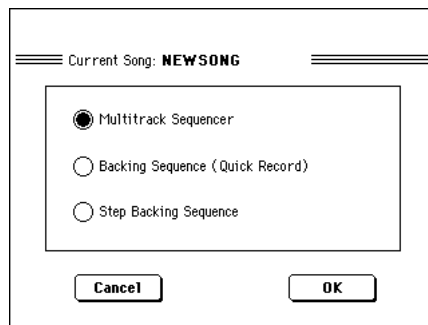 Current Song: NEWSONG
Multitrack Sequencer
Backing Sequence (Quick Record)
Step Backing Sequence
Cancel OK